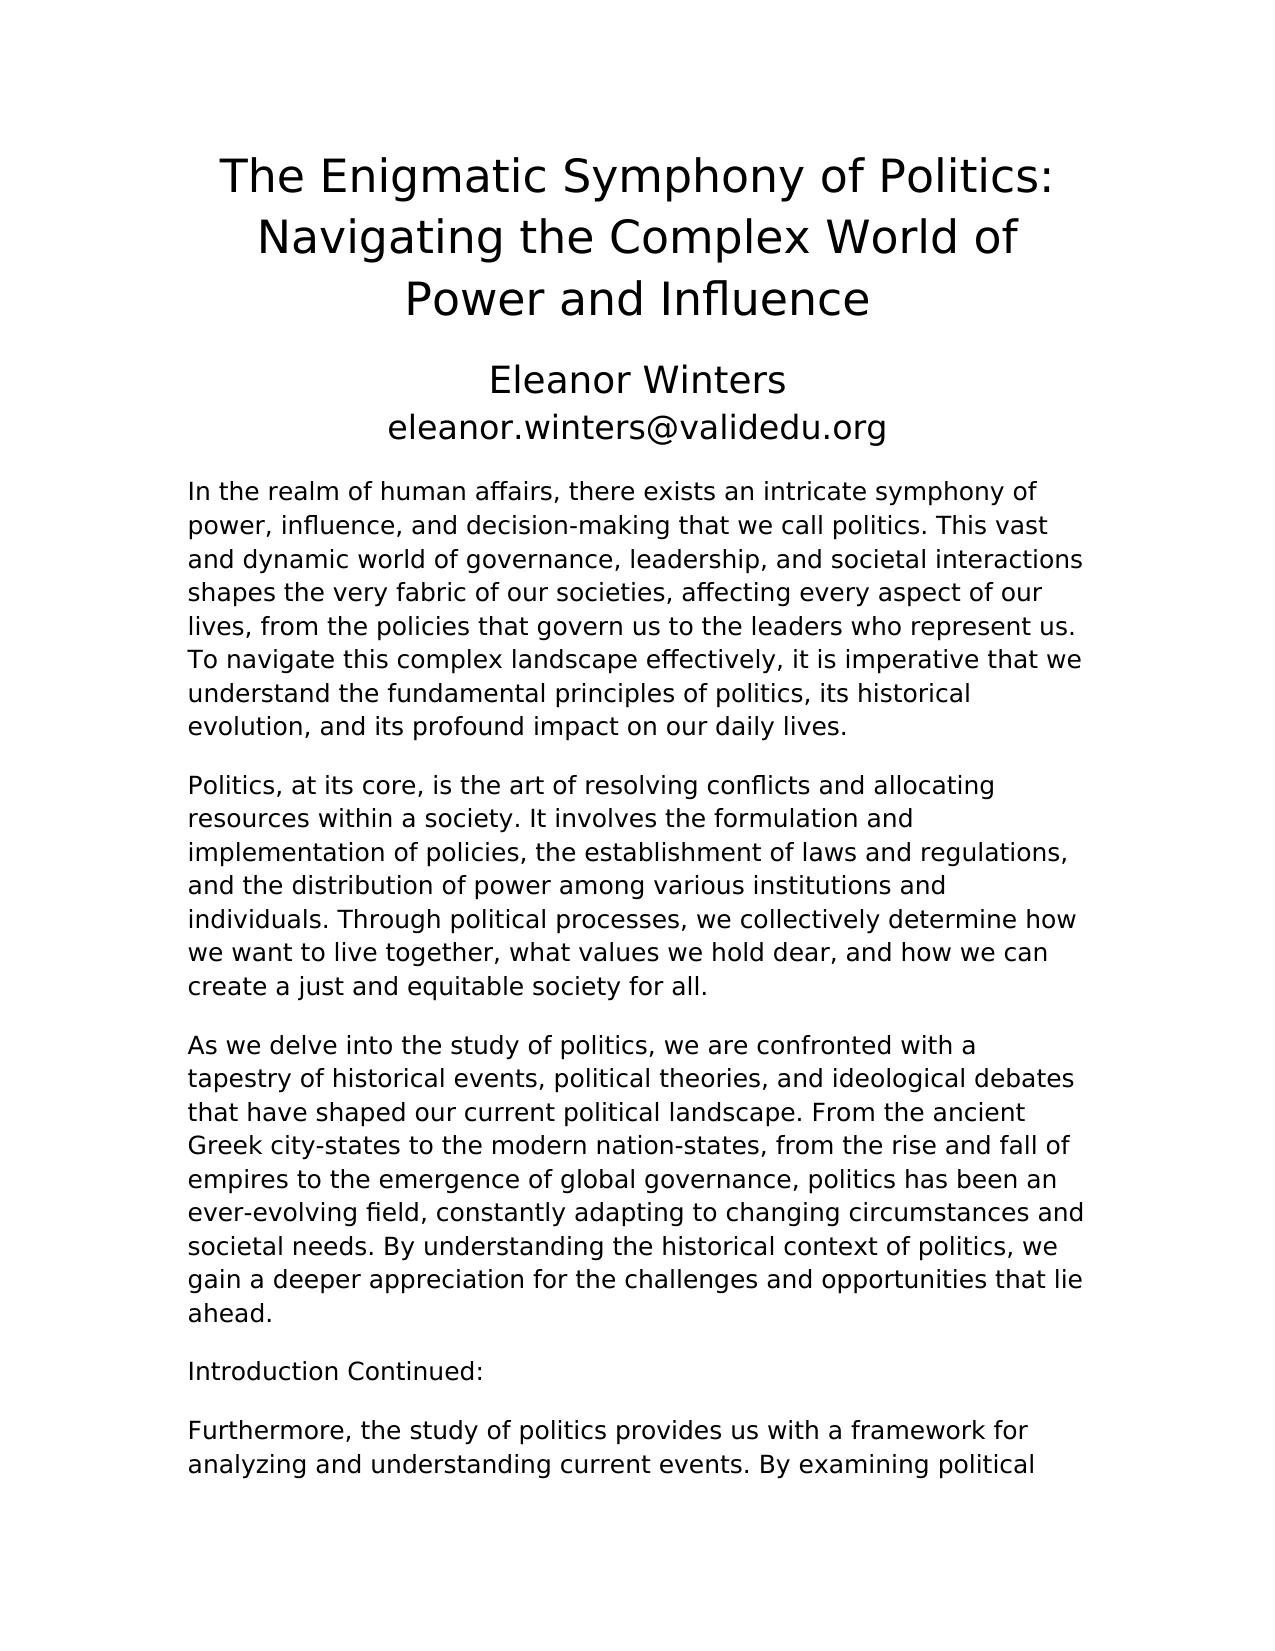 The Enigmatic Symphony of Politics:
Navigating the Complex World of
Power and Influence
Eleanor Winters
eleanor.winters@validedu.org
In the realm of human affairs, there exists an intricate symphony of
power, influence, and decision-making that we call politics. This vast
and dynamic world of governance, leadership, and societal interactions
shapes the very fabric of our societies, affecting every aspect of our
lives, from the policies that govern us to the leaders who represent us.
To navigate this complex landscape effectively, it is imperative that we
understand the fundamental principles of politics, its historical
evolution, and its profound impact on our daily lives.
Politics, at its core, is the art of resolving conflicts and allocating
resources within a society. It involves the formulation and
implementation of policies, the establishment of laws and regulations,
and the distribution of power among various institutions and
individuals. Through political processes, we collectively determine how
we want to live together, what values we hold dear, and how we can
create a just and equitable society for all.
As we delve into the study of politics, we are confronted with a
tapestry of historical events, political theories, and ideological debates
that have shaped our current political landscape. From the ancient
Greek city-states to the modern nation-states, from the rise and fall of
empires to the emergence of global governance, politics has been an
ever-evolving field, constantly adapting to changing circumstances and
societal needs. By understanding the historical context of politics, we
gain a deeper appreciation for the challenges and opportunities that lie
ahead.
Introduction Continued:
Furthermore, the study of politics provides us with a framework for
analyzing and understanding current events. By examining political